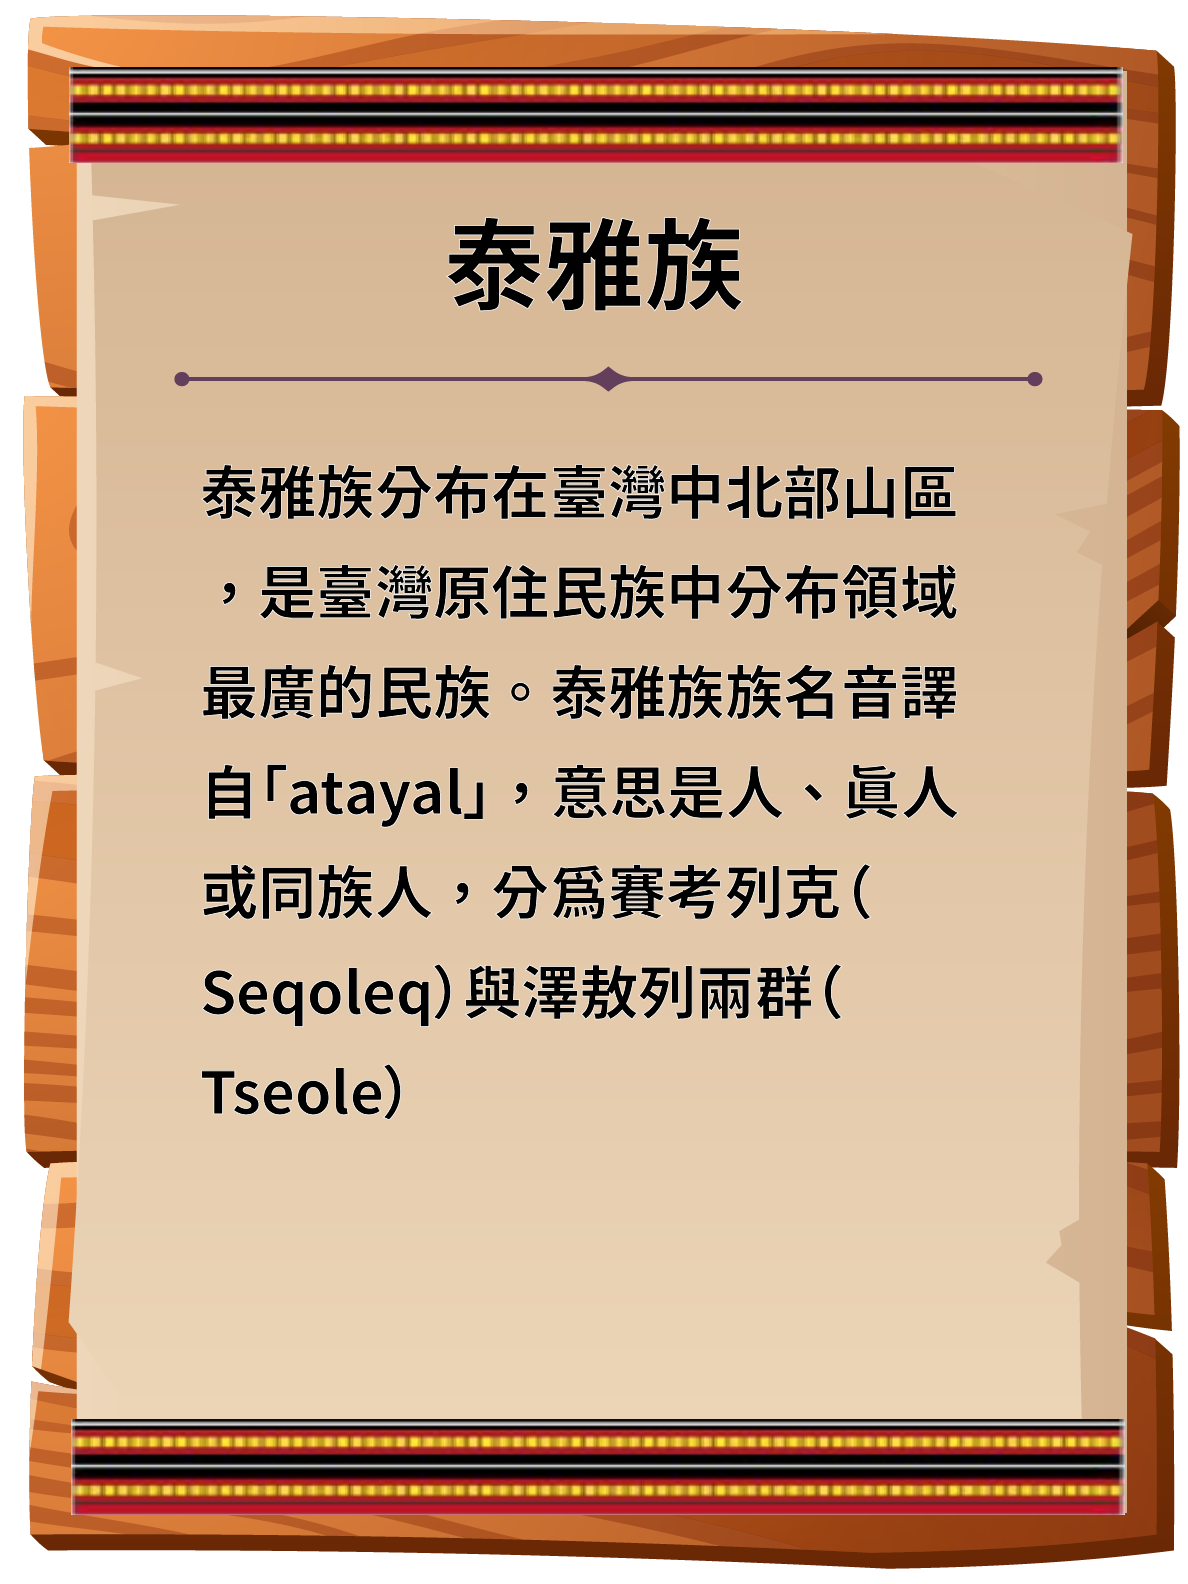 泰雅族
泰雅族分布在臺灣中北部山區
，是臺灣原住民族中分布領域
最廣的民族。泰雅族族名音譯
自「atayal」，意思是人、眞人
或同族人，分爲賽考列克（
Seqoleq）與澤敖列兩群（
Tseole）